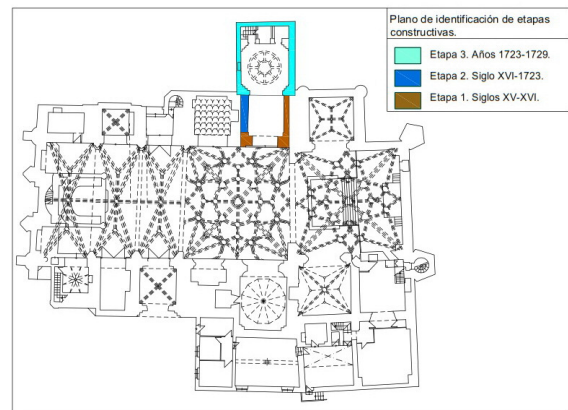 Plano de identificación de etapas
constructivas.
Etapa 3. Años 1723-1729.
Etapa 2. Siglo XVI-1723.
Etapa 1. Siglos XV-XVI.